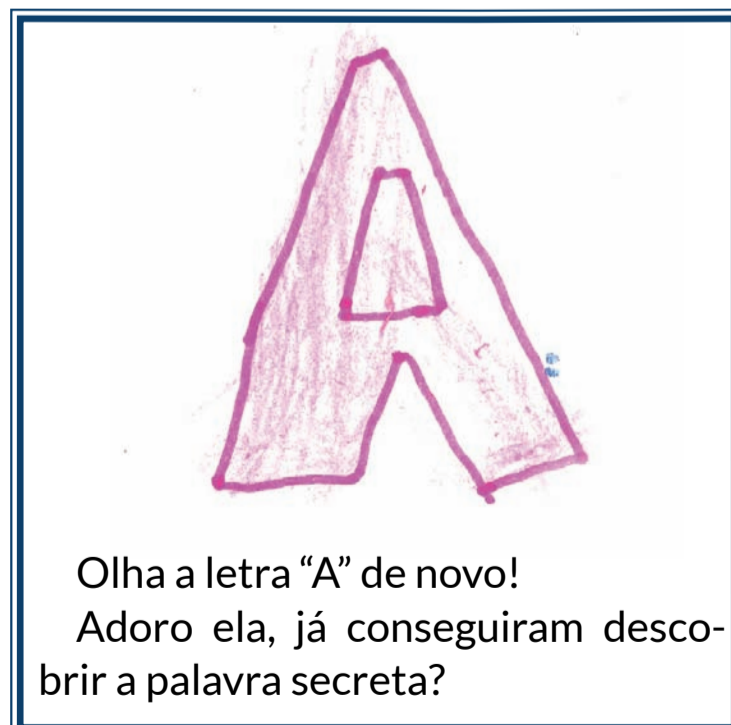 A
Olha a letra “A” de novo!
Adoro ela, já conseguiram desco-
brir a palavra secreta?